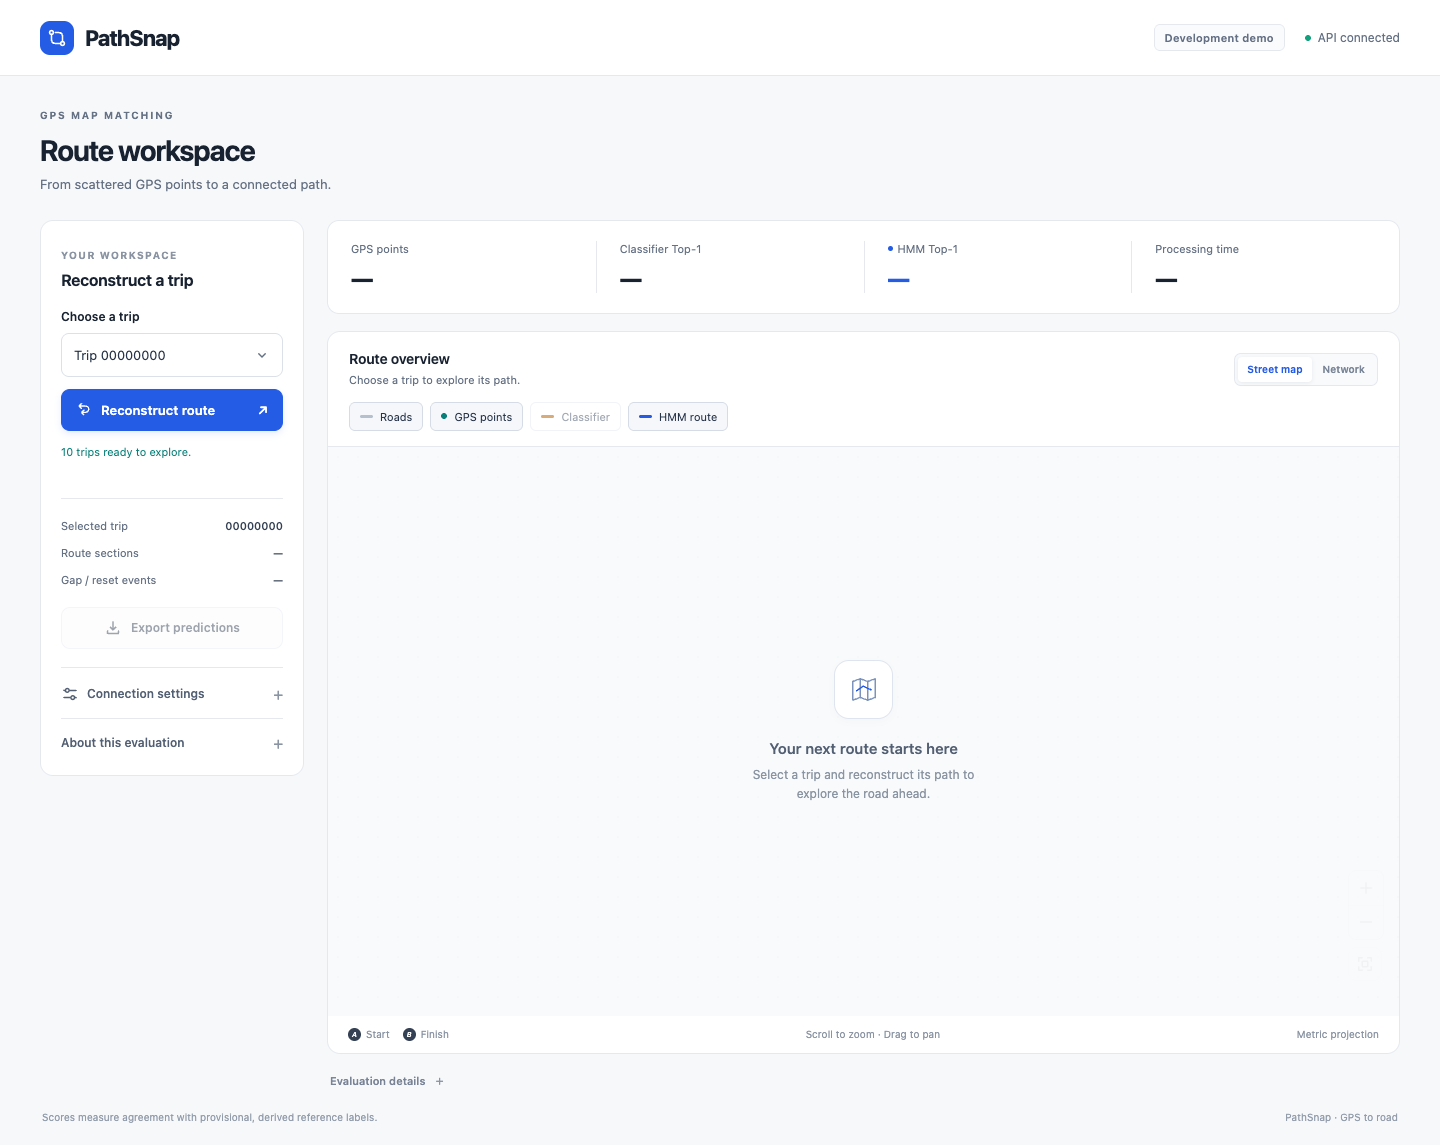 PathSnap
Development demo
API connected
GPS MAP MATCHING
Route workspace
From scattered GPS points to a connected path.
YOUR WORKSPACE
Reconstruct a trip
Choose a trip
Trip 00000000
Reconstruct route
10 trips ready to explore.
Selected trip 00000000
Route sections —
Gap / reset events —
Export predictions
Connection settings +
About this evaluation +
GPS points
—
Classifier Top-1
—
HMM Top-1
—
Processing time
—
Route overview
Choose a trip to explore its path.
Street map Network
Roads GPS points Classifier HMM route
Your next route starts here
Select a trip and reconstruct its path to
explore the road ahead.
+
−
A Start B Finish
Scroll to zoom · Drag to pan
Metric projection
Evaluation details +
Scores measure agreement with provisional, derived reference labels.
PathSnap · GPS to road